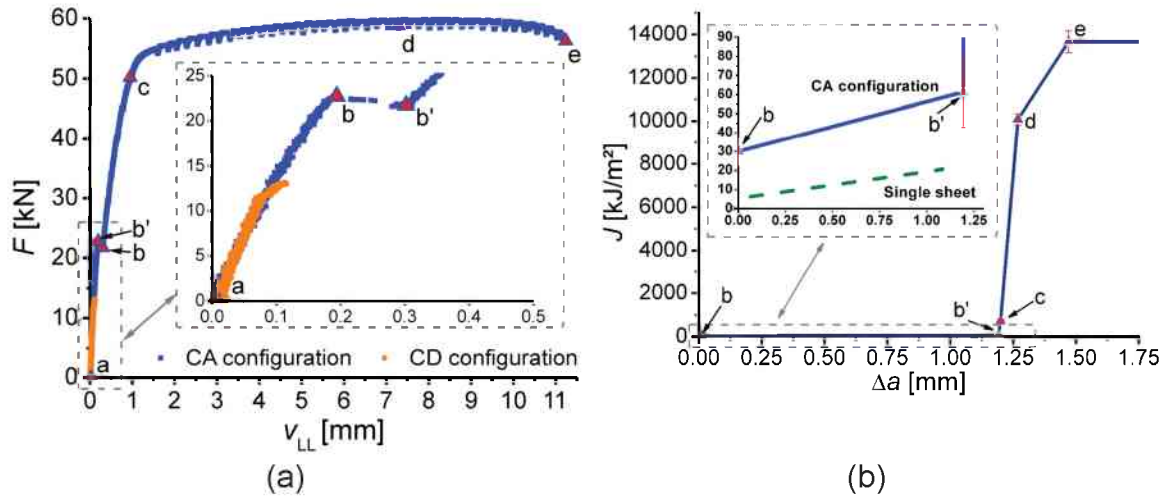 60
50
40
30
20
10
0
F [kN]
a
b'
b
c
d
e
25
20
15
10
5
0
a
b
b'
0.0 0.1 0.2 0.3 0.4 0.5
CA configuration CD configuration
0 1 2 3 4 5 6 7 8 9 10 11
vLL [mm]
(a)
14000
12000
10000
8000
6000
4000
2000
0
J [kJ/m²]
90
80
70
60
50
40
30
20
10
0
CA configuration
b
b'
Single sheet
0.00 0.25 0.50 0.75 1.00 1.25
e
d
c
b
b'
0.00 0.25 0.50 0.75 1.00 1.25 1.50 1.75
Δa [mm]
(b)